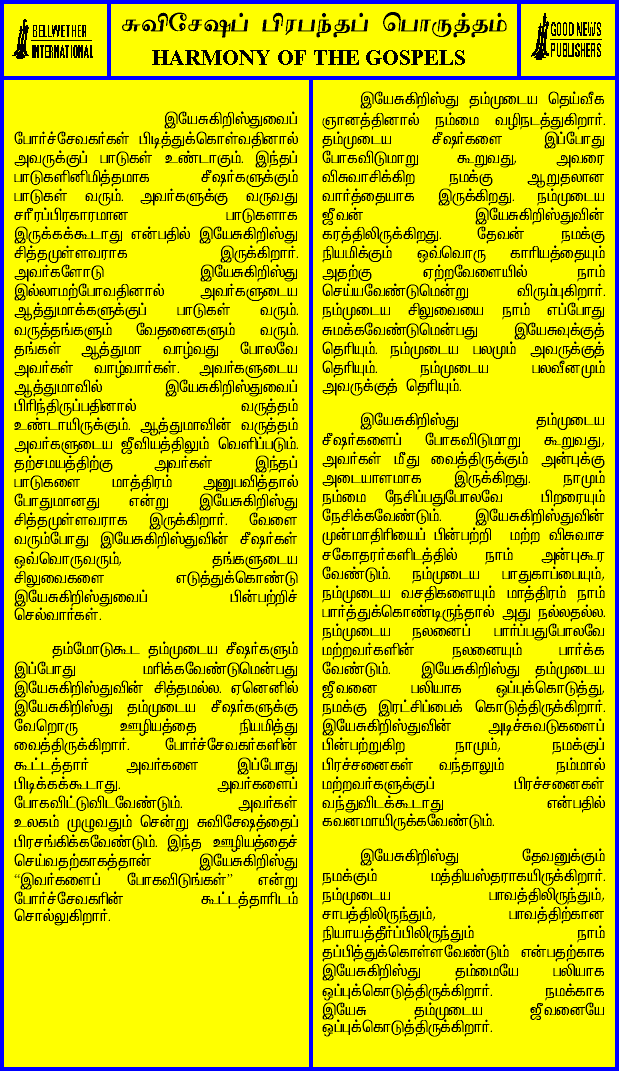 BELLWETHER
INTERNATIONAL
சுவிசேஷப் பிரபந்தப் பொருத்தம்
HARMONY OF THE GOSPELS
GOOD NEWS
PUBLISHERS
இயேசுகிறிஸ்துவைப்
போர்ச்சேவகர்கள் பிடித்துக்கொள்வதினால்
அவருக்குப் பாடுகள் உண்டாகும். இந்தப்
பாடுகளினிமித்தமாக சீஷர்களுக்கும்
பாடுகள் வரும். அவர்களுக்கு வருவது
சரீரப்பிரகாரமான பாடுகளாக
இருக்கக்கூடாது என்பதில் இயேசுகிறிஸ்து
சித்தமுள்ளவராக இருக்கிறார்.
அவர்களோடு இயேசுகிறிஸ்து
இல்லாமற்போவதினால் அவர்களுடைய
ஆத்துமாக்களுக்குப் பாடுகள் வரும்.
வருத்தங்களும் வேதனைகளும் வரும்.
தங்கள் ஆத்துமா வாழ்வது போலவே
அவர்கள் வாழ்வார்கள். அவர்களுடைய
ஆத்துமாவில் இயேசுகிறிஸ்துவைப்
பிரிந்திருப்பதினால் வருத்தம்
உண்டாயிருக்கும். ஆத்துமாவின் வருத்தம்
அவர்களுடைய ஜீவியத்திலும் வெளிப்படும்.
தற்சமயத்திற்கு அவர்கள் இந்தப்
பாடுகளை மாத்திரம் அனுபவித்தால்
போதுமானது என்று இயேசுகிறிஸ்து
சித்தமுள்ளவராக இருக்கிறார். வேளை
வரும்போது இயேசுகிறிஸ்துவின் சீஷர்கள்
ஒவ்வொருவரும், தங்களுடைய
சிலுவைகளை எடுத்துக்கொண்டு
இயேசுகிறிஸ்துவைப் பின்பற்றிச்
செல்வார்கள்.
தம்மோடுகூட தம்முடைய சீஷர்களும்
இப்போது மரிக்கவேண்டுமென்பது
இயேசுகிறிஸ்துவின் சித்தமல்ல. ஏனெனில்
இயேசுகிறிஸ்து தம்முடைய சீஷர்களுக்கு
வேறொரு ஊழியத்தை நியமித்து
வைத்திருக்கிறார். போர்ச்சேவகர்களின்
கூட்டத்தார் அவர்களை இப்போது
பிடிக்கக்கூடாது. அவர்களைப்
போகவிட்டுவிடவேண்டும். அவர்கள்
உலகம் முழுவதும் சென்று சுவிசேஷத்தைப்
பிரசங்கிக்கவேண்டும். இந்த ஊழியத்தைச்
செய்வதற்காகத்தான் இயேசுகிறிஸ்து
“இவர்களைப் போகவிடுங்கள்” என்று
போர்ச்சேவகரின் கூட்டத்தாரிடம்
சொல்லுகிறார்.
இயேசுகிறிஸ்து தம்முடைய தெய்வீக
ஞானத்தினால் நம்மை வழிநடத்துகிறார்.
தம்முடைய சீஷர்களை இப்போது
போகவிடுமாறு கூறுவது, அவரை
விசுவாசிக்கிற நமக்கு ஆறுதலான
வார்த்தையாக இருக்கிறது. நம்முடைய
ஜீவன் இயேசுகிறிஸ்துவின்
கரத்திலிருக்கிறது. தேவன் நமக்கு
நியமிக்கும் ஒவ்வொரு காரியத்தையும்
அதற்கு ஏற்றவேளையில் நாம்
செய்யவேண்டுமென்று விரும்புகிறார்.
நம்முடைய சிலுவையை நாம் எப்போது
சுமக்கவேண்டுமென்பது இயேசுவுக்குத்
தெரியும். நம்முடைய பலமும் அவருக்குத்
தெரியும். நம்முடைய பலவீனமும்
அவருக்குத் தெரியும்.
இயேசுகிறிஸ்து தம்முடைய
சீஷர்களைப் போகவிடுமாறு கூறுவது,
அவர்கள் மீது வைத்திருக்கும் அன்புக்கு
அடையாளமாக இருக்கிறது. நாமும்
நம்மை நேசிப்பதுபோலவே பிறரையும்
நேசிக்கவேண்டும். இயேசுகிறிஸ்துவின்
முன்மாதிரியைப் பின்பற்றி மற்ற விசுவாச
சகோதரர்களிடத்தில் நாம் அன்புகூர
வேண்டும். நம்முடைய பாதுகாப்பையும்,
நம்முடைய வசதிகளையும் மாத்திரம் நாம்
பார்த்துக்கொண்டிருந்தால் அது நல்லதல்ல.
நம்முடைய நலனைப் பார்ப்பதுபோலவே
மற்றவர்களின் நலனையும் பார்க்க
வேண்டும். இயேசுகிறிஸ்து தம்முடைய
ஜீவனை பலியாக ஒப்புக்கொடுத்து,
நமக்கு இரட்சிப்பைக் கொடுத்திருக்கிறார்.
இயேசுகிறிஸ்துவின் அடிச்சுவடுகளைப்
பின்பற்றுகிற நாமும், நமக்குப்
பிரச்சனைகள் வந்தாலும் நம்மால்
மற்றவர்களுக்குப் பிரச்சனைகள்
வந்துவிடக்கூடாது என்பதில்
கவனமாயிருக்கவேண்டும்.
இயேசுகிறிஸ்து தேவனுக்கும்
நமக்கும் மத்தியஸ்தராகயிருக்கிறார்.
நம்முடைய பாவத்திலிருந்தும்,
சாபத்திலிருந்தும், பாவத்திற்கான
நியாயத்தீர்ப்பிலிருந்தும் நாம்
தப்பித்துக்கொள்ளவேண்டும் என்பதற்காக
இயேசுகிறிஸ்து தம்மையே பலியாக
ஒப்புக்கொடுத்திருக்கிறார். நமக்காக
இயேசு தம்முடைய ஜீவனையே
ஒப்புக்கொடுத்திருக்கிறார்.